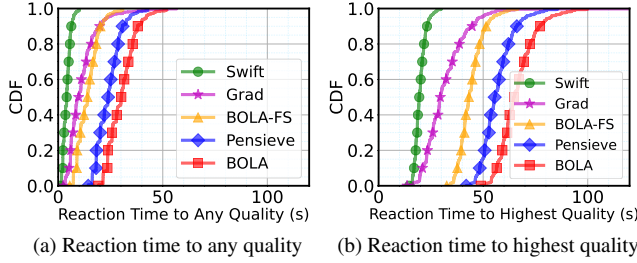 1.0
0.8
0.6
0.4
0.2
0.0
CDF
0 50 100
Reaction Time to Any Quality (s)
Swift
Grad
BOLA-FS
Pensieve
BOLA
(a) Reaction time to any quality
1.0
0.8
0.6
0.4
0.2
0.0
CDF
0 50 100
Reaction Time to Highest Quality (s)
Swift
Grad
BOLA-FS
Pensieve
BOLA
(b) Reaction time to highest quality